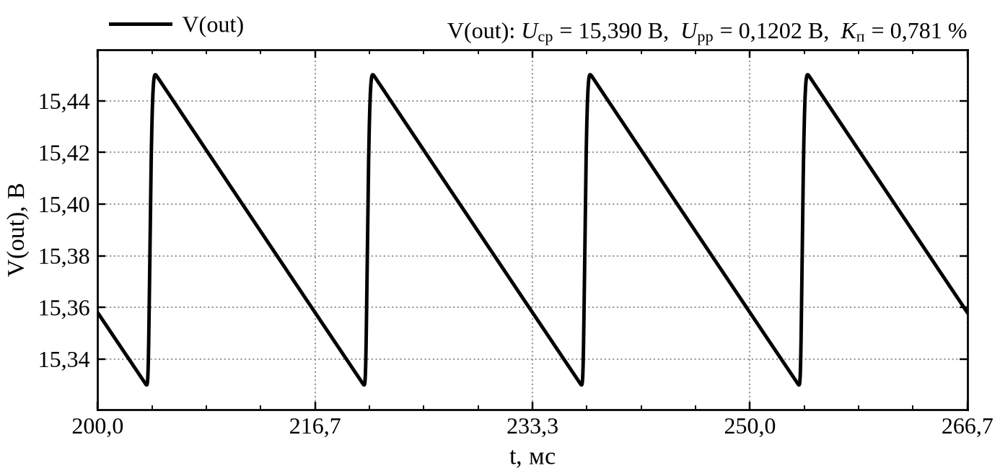 V(out)
V(out): Uср = 15,390 В, Uрр = 0,1202 В, Kп = 0,781 %
15,44
15,42
15,40
15,38
15,36
15,34
V(out), В
200,0 216,7 233,3 250,0 266,7
t, мс